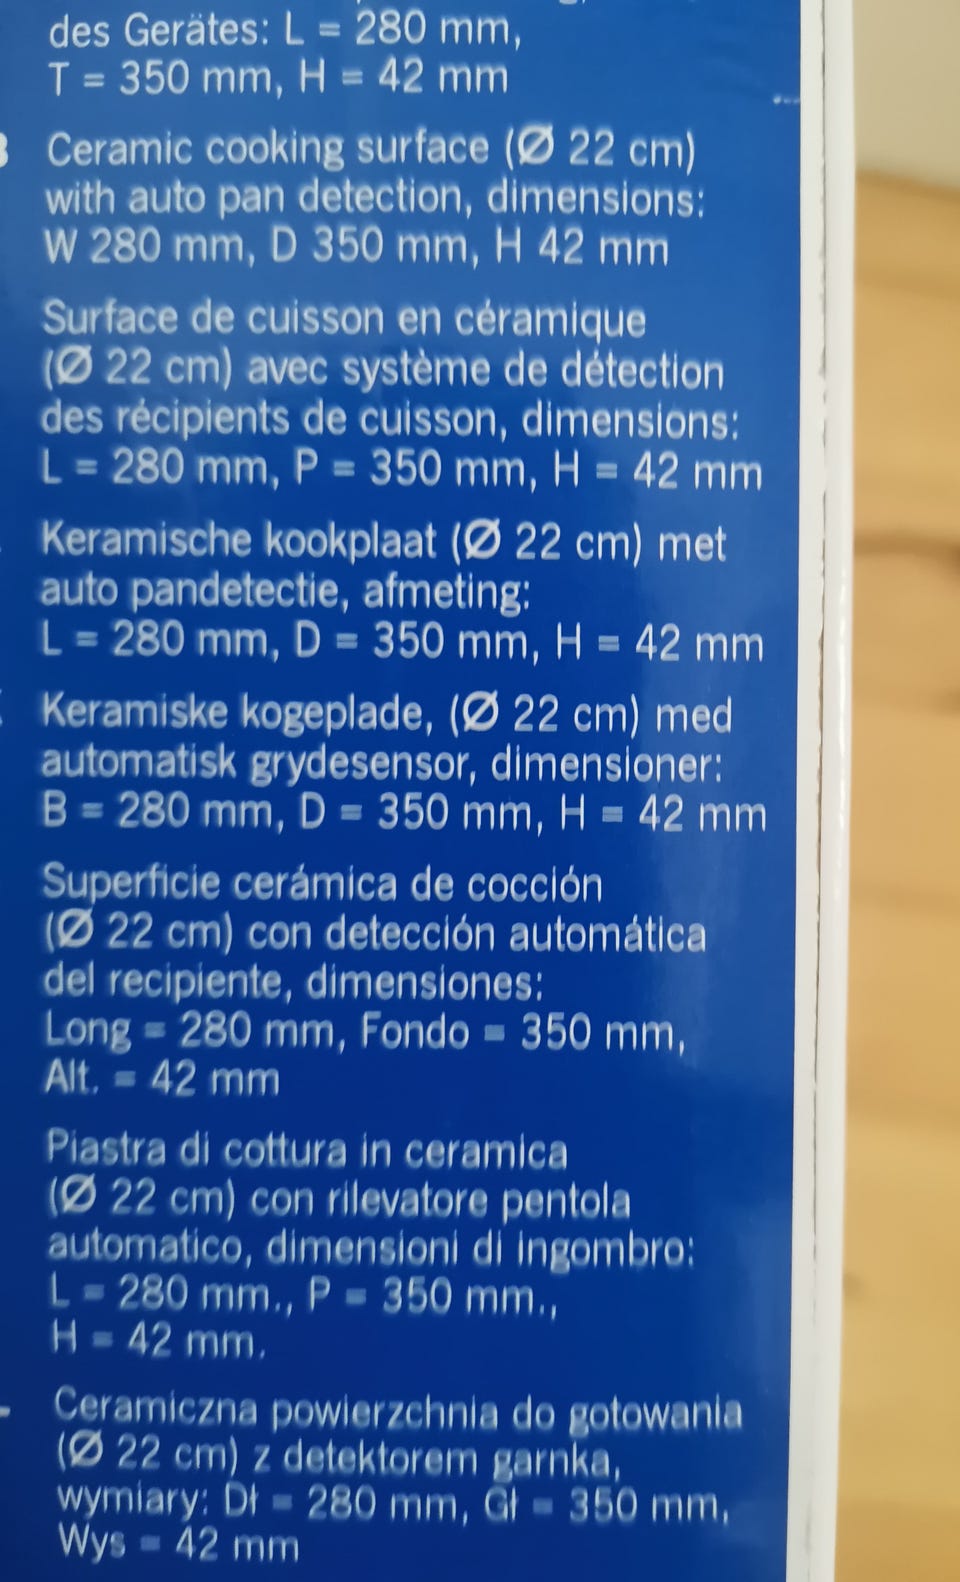 des Gerätes: L = 280 mm,
T = 350 mm, H = 42 mm
Ceramic cooking surface (Ø 22 cm)
with auto pan detection, dimensions:
W 280 mm, D 350 mm, H 42 mm
Surface de cuisson en céramique
(Ø 22 cm) avec système de détection
des récipients de cuisson, dimensions:
L = 280 mm, P = 350 mm, H = 42 mm
Keramische kookplaat (Ø 22 cm) met
auto pandetectie, afmeting:
L = 280 mm, D = 350 mm, H = 42 mm
Keramiske kogeplade, (Ø 22 cm) med
automatisk grydesensor, dimensioner:
B = 280 mm, D = 350 mm, H = 42 mm
Superficie cerámica de cocción
(Ø 22 cm) con detección automática
del recipiente, dimensiones:
Long = 280 mm, Fondo = 350 mm,
Alt. = 42 mm
Piastra di cottura in ceramica
(Ø 22 cm) con rilevatore pentola
automatico, dimensioni di ingombro:
L = 280 mm., P = 350 mm.,
H = 42 mm.
Ceramiczna powierzchnia do gotowania
(Ø 22 cm) z detektorem garnka,
wymiary: Dł = 280 mm, Gł = 350 mm,
Wys = 42 mm